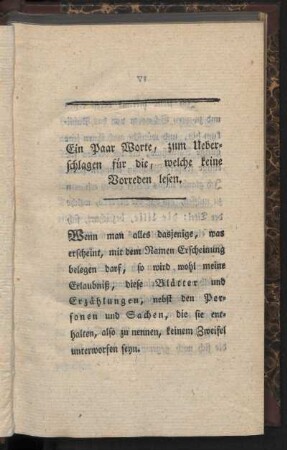 VI
Ein Paar Worte, zum Ueber-
schlagen für die, welche keine
Vorreden lesen.
Wenn man alles dasjenige, was
erscheint, mit dem Namen Erscheinung
belegen darf, so wird wohl meine
Erlaubniß, diese Blätter und
Erzählungen, nebst den Per-
sonen und Sachen, die sie ent-
halten, also zu nennen, keinem Zweifel
unterworfen seyn.